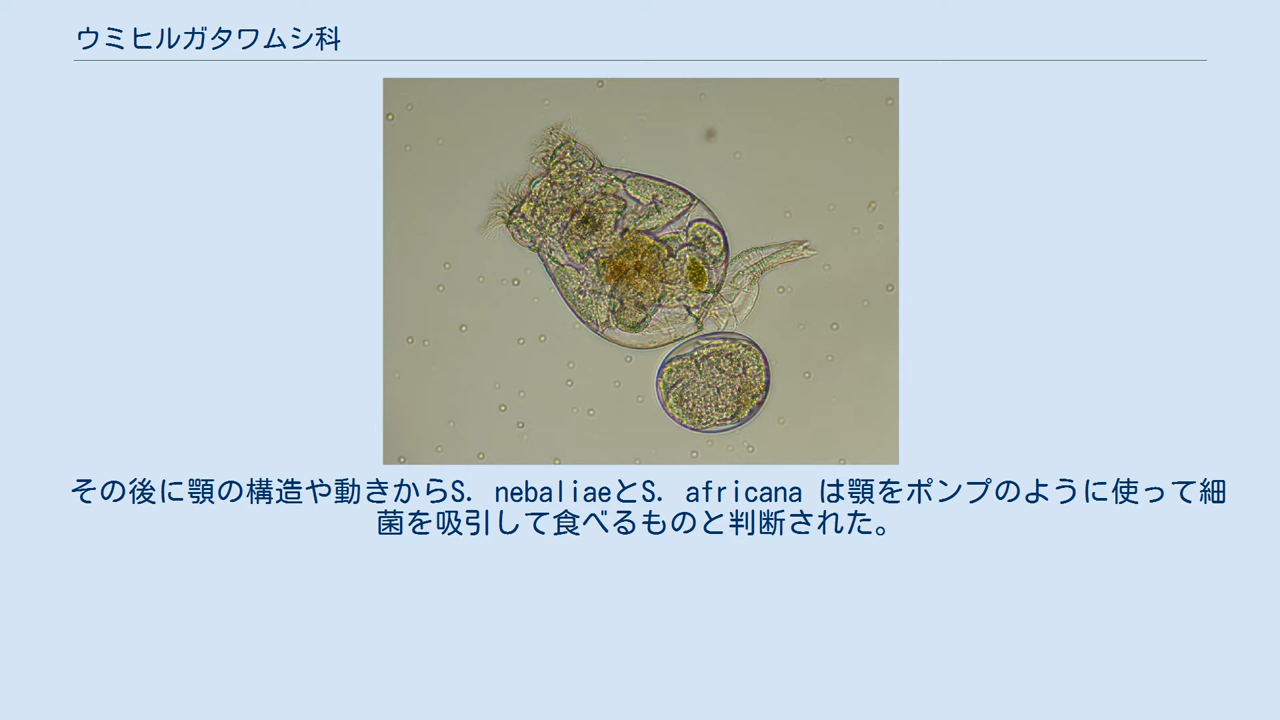 ウミヒルガタワムシ科
その後に顎の構造や動きからS. nebaliaeとS. africana は顎をポンプのように使って細
菌を吸引して食べるものと判断された。